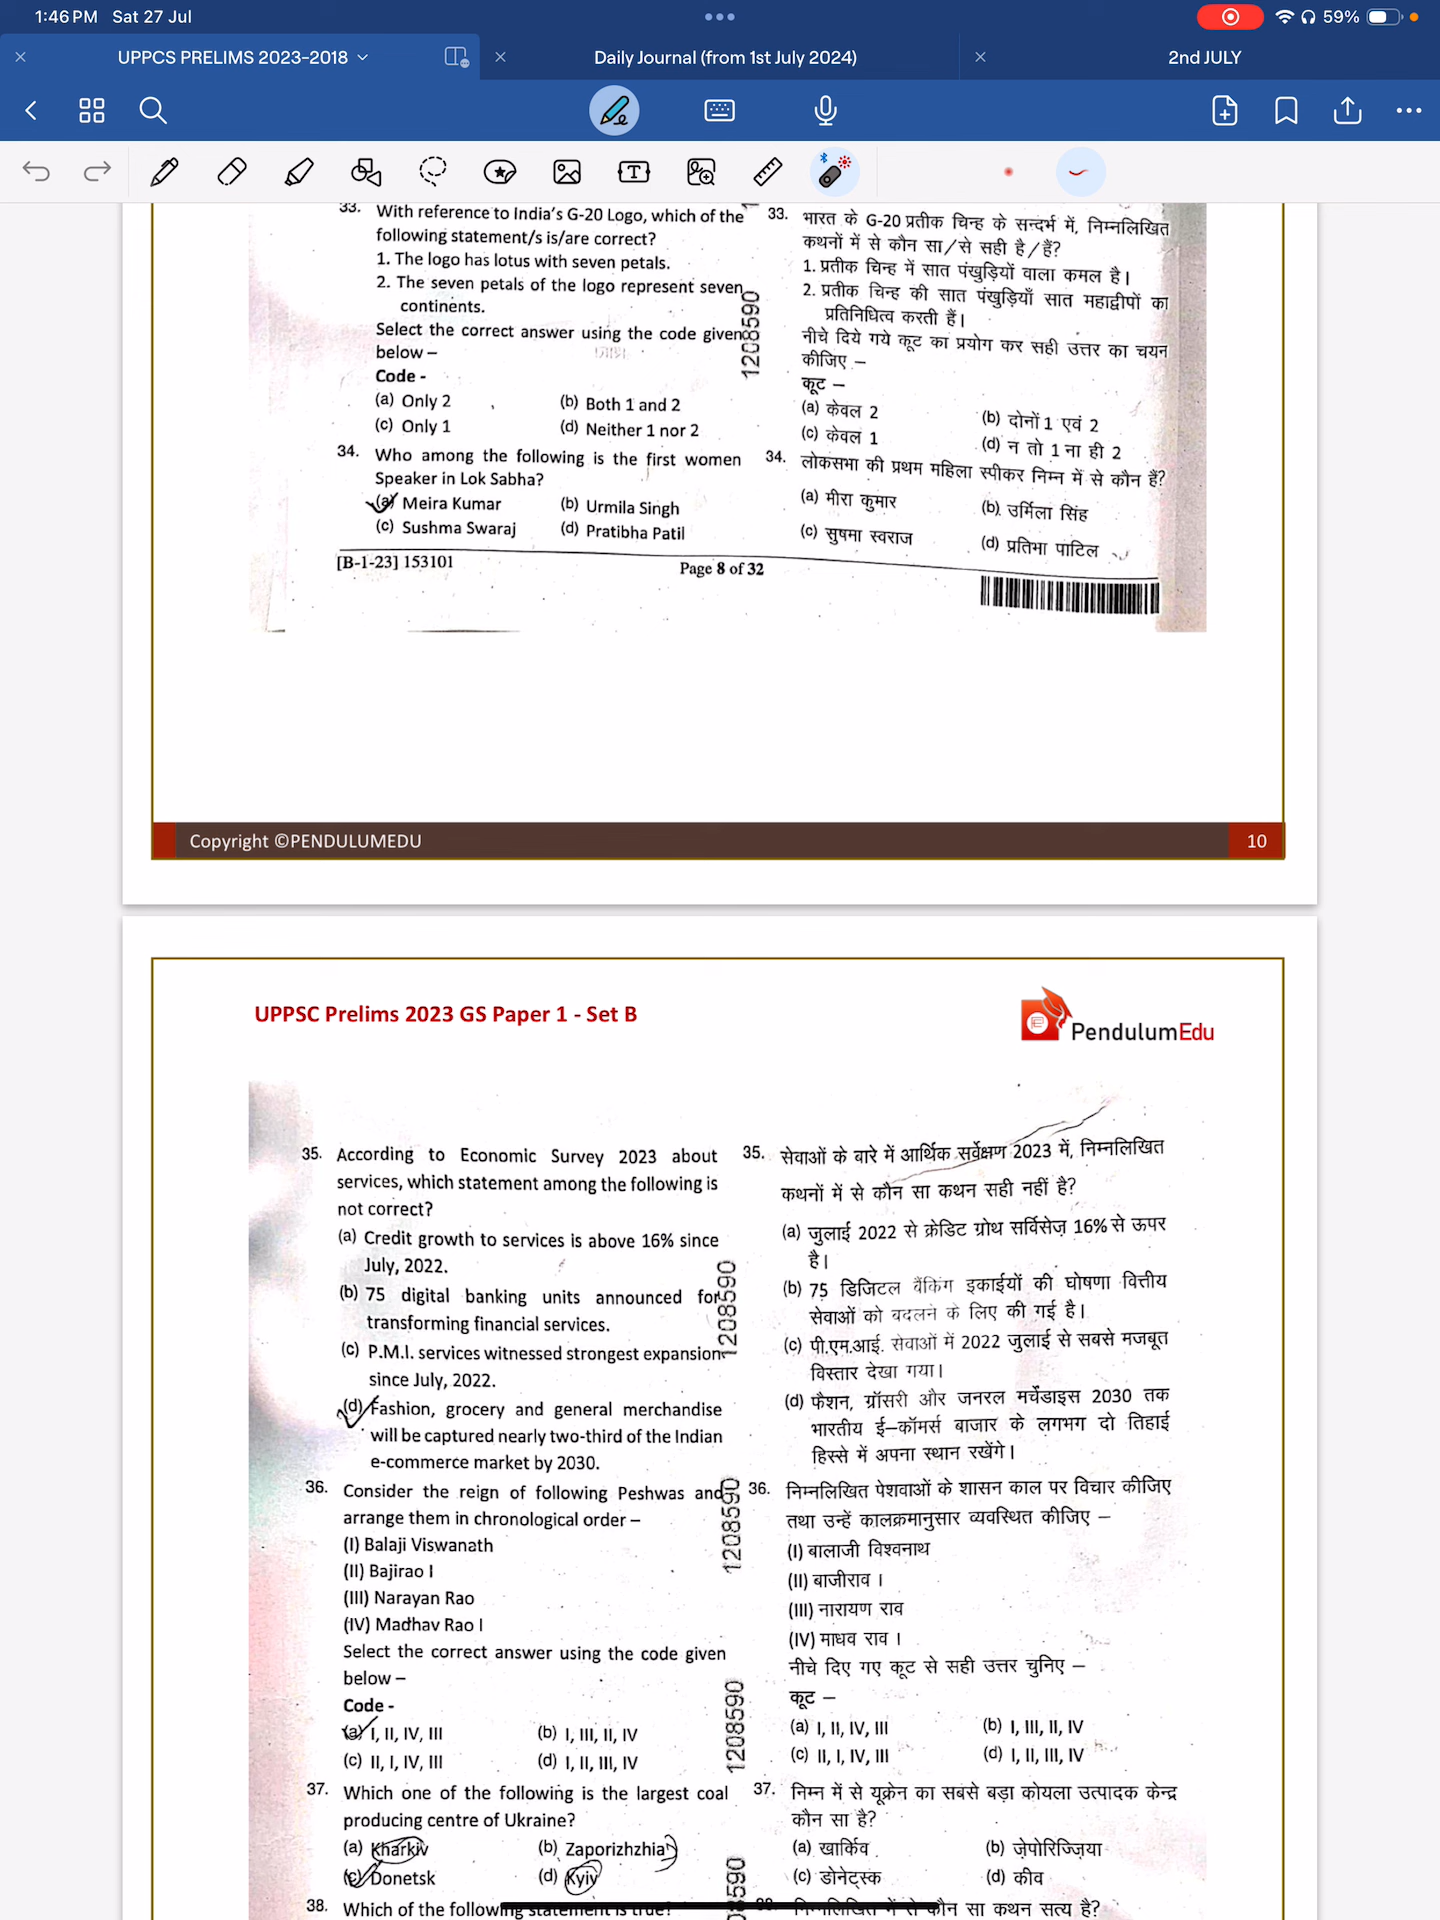 1:46 PM Sat 27 Jul
59%
UPPCS PRELIMS 2023-2018
Daily Journal (from 1st July 2024)
2nd JULY
33. With reference to India's G-20 Logo, which of the
following statement/s is/are correct?
1. The logo has lotus with seven petals.
2. The seven petals of the logo represent seven
continents.
Select the correct answer using the code given
below –
Code -
(a) Only 2 (b) Both 1 and 2
(c) Only 1 (d) Neither 1 nor 2
34. Who among the following is the first women
Speaker in Lok Sabha?
(a) Meira Kumar (b) Urmila Singh
(c) Sushma Swaraj (d) Pratibha Patil
1208590
33. भारत के G-20 प्रतीक चिन्ह के सन्दर्भ में, निम्नलिखित
कथनों में से कौन सा/से सही है/हैं?
1. प्रतीक चिन्ह में सात पंखुड़ियों वाला कमल है।
2. प्रतीक चिन्ह की सात पंखुड़ियाँ सात महाद्वीपों का
प्रतिनिधित्व करती हैं।
नीचे दिये गये कूट का प्रयोग कर सही उत्तर का चयन
कीजिए –
कूट –
(a) केवल 2 (b) दोनों 1 एवं 2
(c) केवल 1 (d) न तो 1 ना ही 2
34. लोकसभा की प्रथम महिला स्पीकर निम्न में से कौन हैं?
(a) मीरा कुमार (b) उर्मिला सिंह
(c) सुषमा स्वराज (d) प्रतिभा पाटिल
[B-1-23] 153101
Page 8 of 32
Copyright ©PENDULUMEDU
10
UPPSC Prelims 2023 GS Paper 1 - Set B
PendulumEdu
35. According to Economic Survey 2023 about
services, which statement among the following is
not correct?
(a) Credit growth to services is above 16% since
July, 2022.
(b) 75 digital banking units announced for
transforming financial services.
(c) P.M.I. services witnessed strongest expansion
since July, 2022.
(d) Fashion, grocery and general merchandise
will be captured nearly two-third of the Indian
e-commerce market by 2030.
36. Consider the reign of following Peshwas and
arrange them in chronological order –
(I) Balaji Viswanath
(II) Bajirao I
(III) Narayan Rao
(IV) Madhav Rao I
Select the correct answer using the code given
below –
Code -
(a) I, II, IV, III (b) I, III, II, IV
(c) II, I, IV, III (d) I, II, III, IV
37. Which one of the following is the largest coal
producing centre of Ukraine?
(a) Kharkiv (b) Zaporizhzhia
(c) Donetsk (d) Kyiv
38. Which of the following statement is true?
1208590
1208590
1208590
08590
35. सेवाओं के बारे में आर्थिक सर्वेक्षण 2023 में, निम्नलिखित
कथनों में से कौन सा कथन सही नहीं है?
(a) जुलाई 2022 से क्रेडिट ग्रोथ सर्विसेज़ 16% से ऊपर
है।
(b) 75 डिजिटल बैंकिंग इकाईयों की घोषणा वित्तीय
सेवाओं को बदलने के लिए की गई है।
(c) पी.एम.आई. सेवाओं में 2022 जुलाई से सबसे मजबूत
विस्तार देखा गया।
(d) फैशन, ग्रॉसरी और जनरल मर्चेंडाइस 2030 तक
भारतीय ई–कॉमर्स बाजार के लगभग दो तिहाई
हिस्से में अपना स्थान रखेंगे।
36. निम्नलिखित पेशवाओं के शासन काल पर विचार कीजिए
तथा उन्हें कालक्रमानुसार व्यवस्थित कीजिए –
(I) बालाजी विश्वनाथ
(II) बाजीराव I
(III) नारायण राव
(IV) माधव राव I
नीचे दिए गए कूट से सही उत्तर चुनिए –
कूट –
(a) I, II, IV, III (b) I, III, II, IV
(c) II, I, IV, III (d) I, II, III, IV
37. निम्न में से यूक्रेन का सबसे बड़ा कोयला उत्पादक केन्द्र
कौन सा है?
(a) खार्किव (b) ज़ेपोरिज्ज़िया
(c) डोनेट्स्क (d) कीव
38. निम्नलिखित में से कौन सा कथन सत्य है?